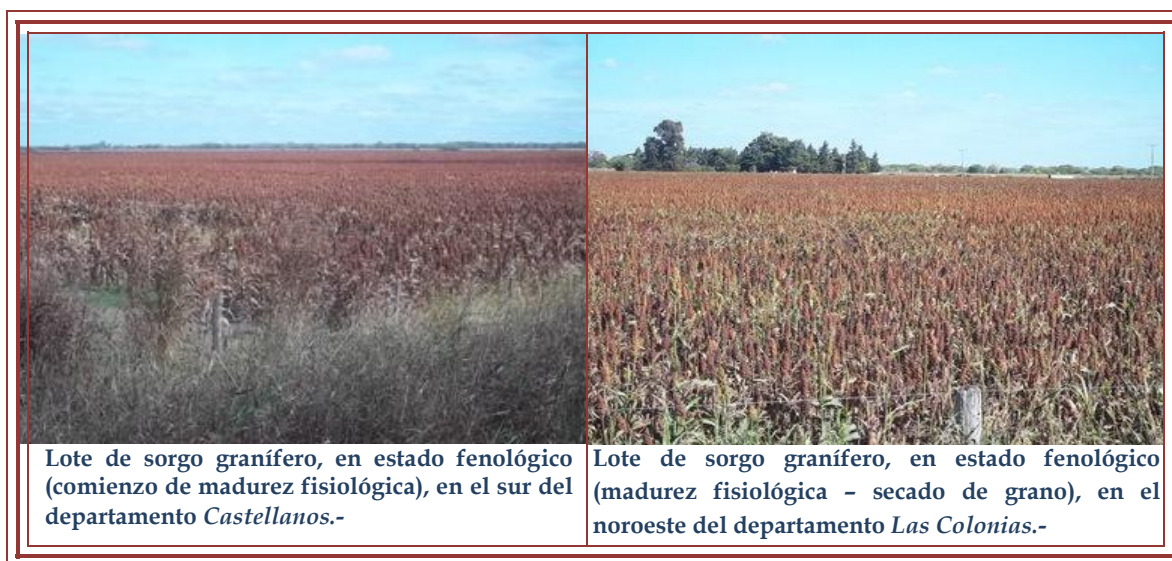 Lote de sorgo granífero, en estado fenológico
(comienzo de madurez fisiológica), en el sur del
departamento Castellanos.-
Lote de sorgo granífero, en estado fenológico
(madurez fisiológica – secado de grano), en el
noroeste del departamento Las Colonias.-